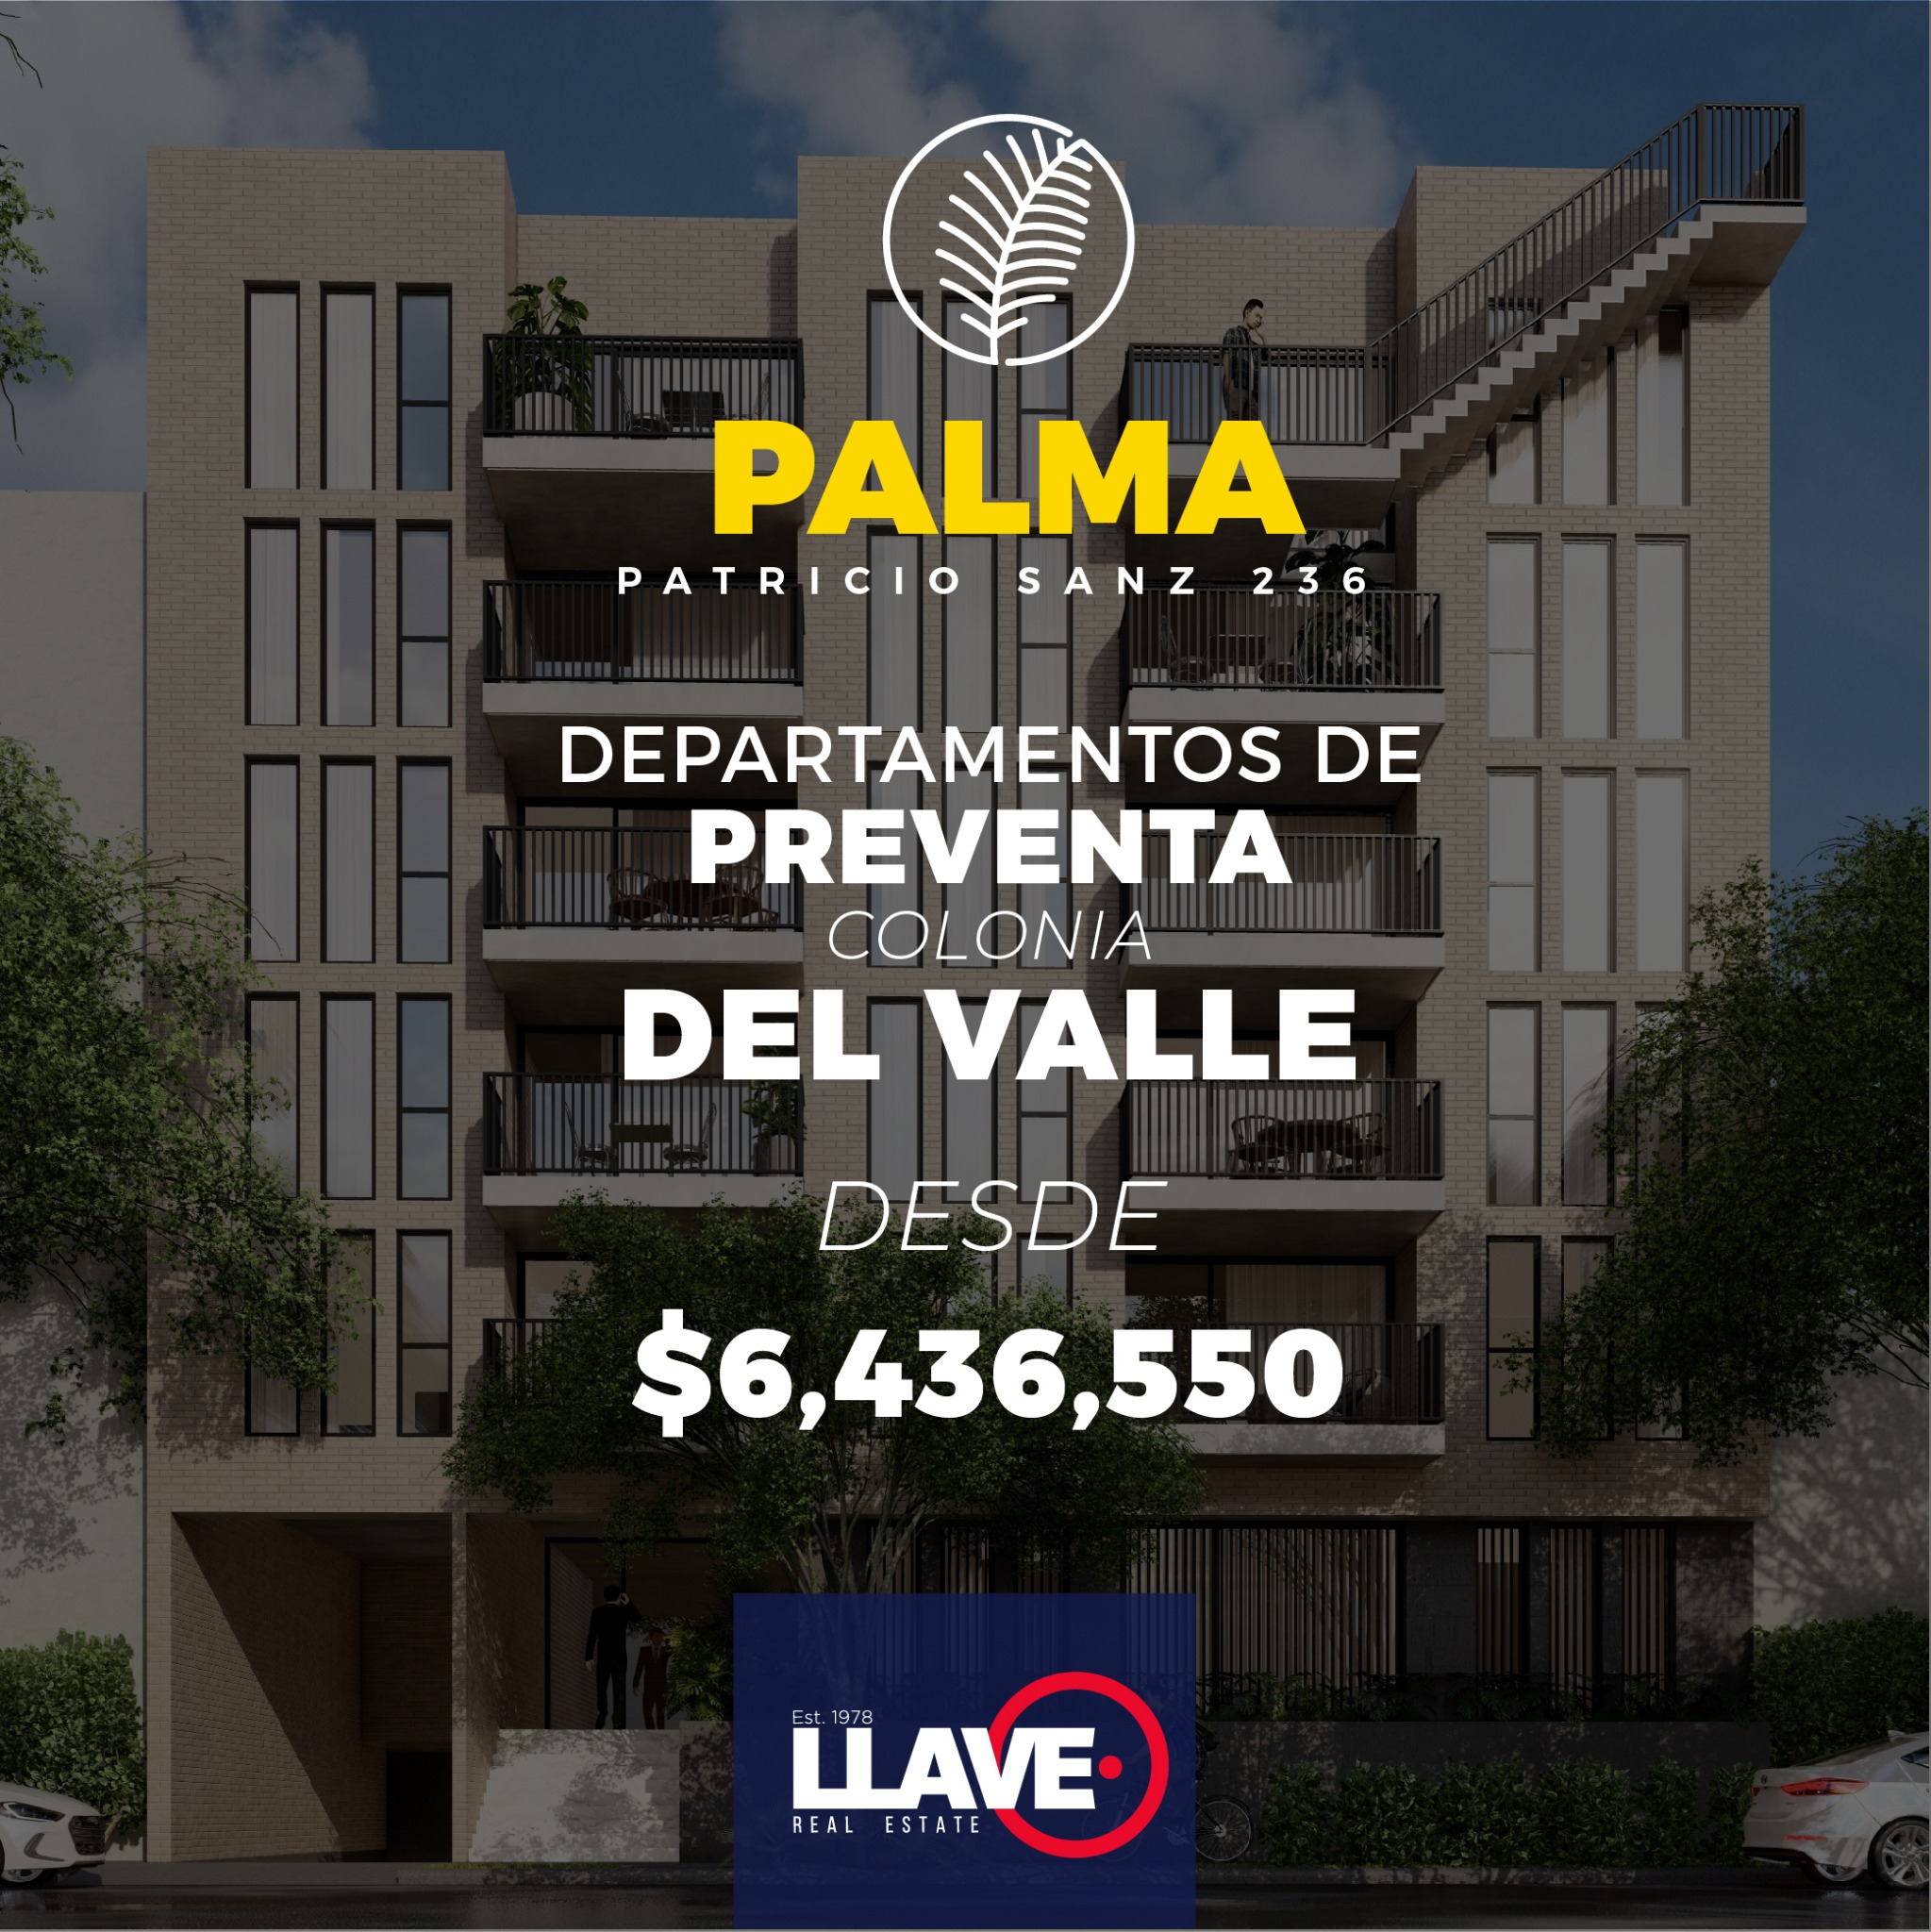 PALMA
PATRICIO SANZ 236
DEPARTAMENTOS DE
PREVENTA
COLONIA
DEL VALLE
DESDE
$6,436,550
Est. 1978
LLAVE
REAL ESTATE